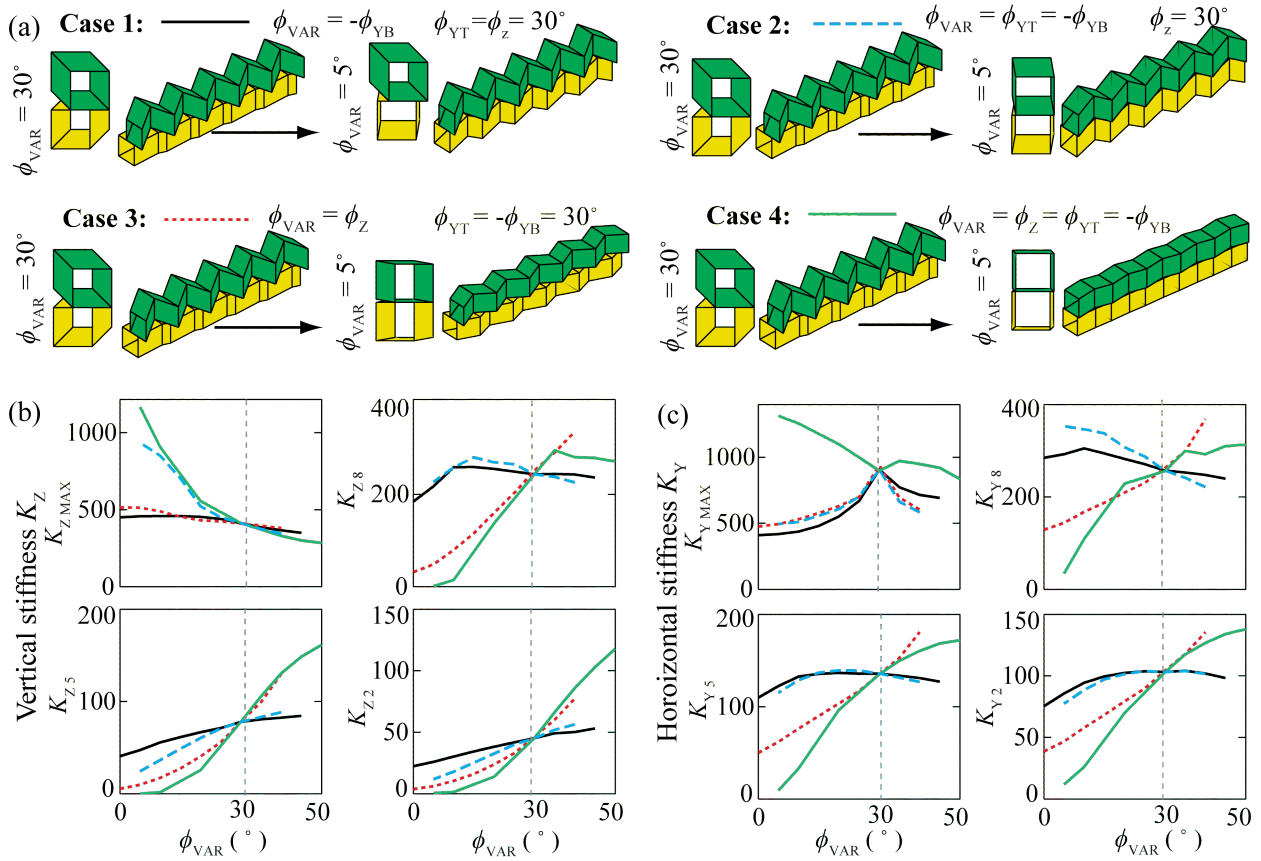 (a) Case 1: ϕVAR = -ϕYB ϕYT = ϕz = 30°
ϕVAR = 30°
ϕVAR = 5°
Case 2: ϕVAR = ϕYT = -ϕYB ϕz = 30°
ϕVAR = 30°
ϕVAR = 5°
Case 3: ϕVAR = ϕZ ϕYT = -ϕYB = 30°
ϕVAR = 30°
ϕVAR = 5°
Case 4: ϕVAR = ϕZ = ϕYT = -ϕYB
ϕVAR = 30°
ϕVAR = 5°
(b)
Vertical stiffness KZ
KZ MAX
1000
500
0
KZ 8
400
200
0
KZ 5
200
100
0
0 30 50
ϕVAR ( ° )
KZ 2
150
100
50
0
0 30 50
ϕVAR ( ° )
(c)
Horoizontal stiffness KY
KY MAX
1000
500
0
KY 8
400
200
0
KY 5
200
100
0
0 30 50
ϕVAR ( ° )
KY 2
150
100
50
0
0 30 50
ϕVAR ( ° )